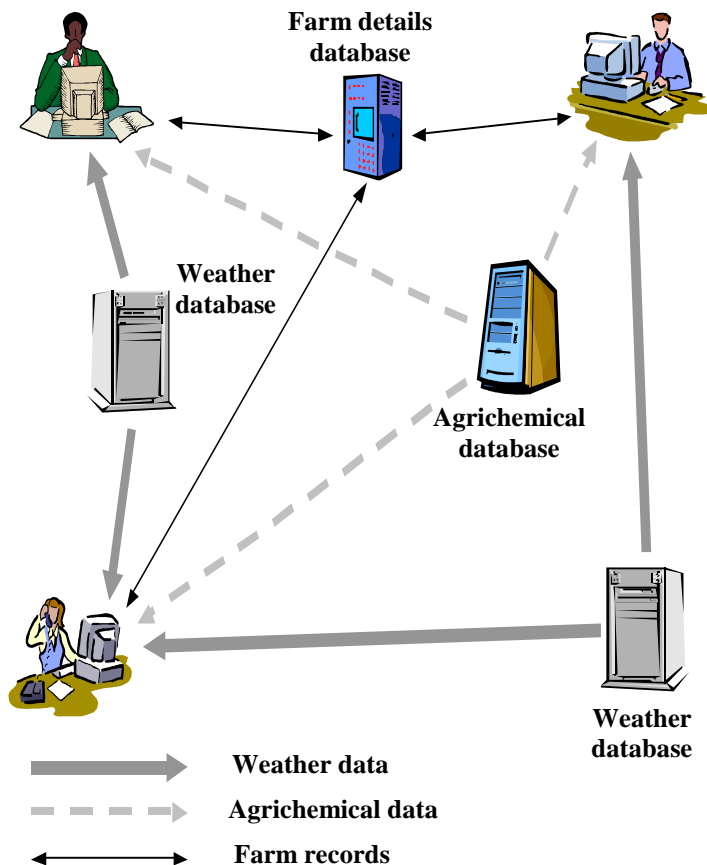 Farm details
database
Weather
database
Agrichemical
database
Weather
database
Weather data
Agrichemical data
Farm records